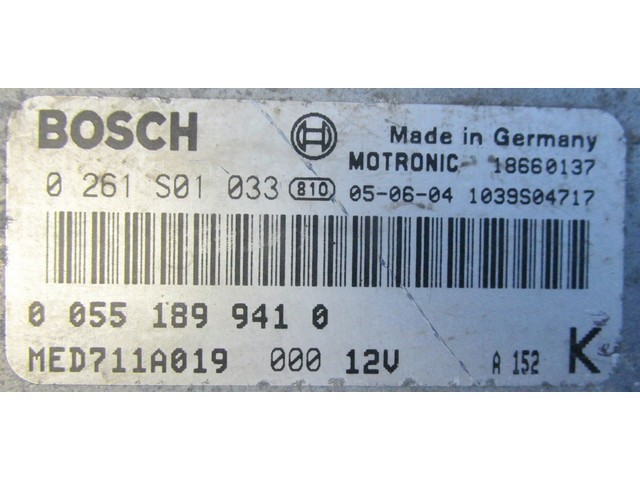 BOSCH
Made in Germany
MOTRONIC 18660137
0 261 S01 033 810 05-06-04 1039S04717
0 055 189 941 0
MED711A019 000 12V A 152 K